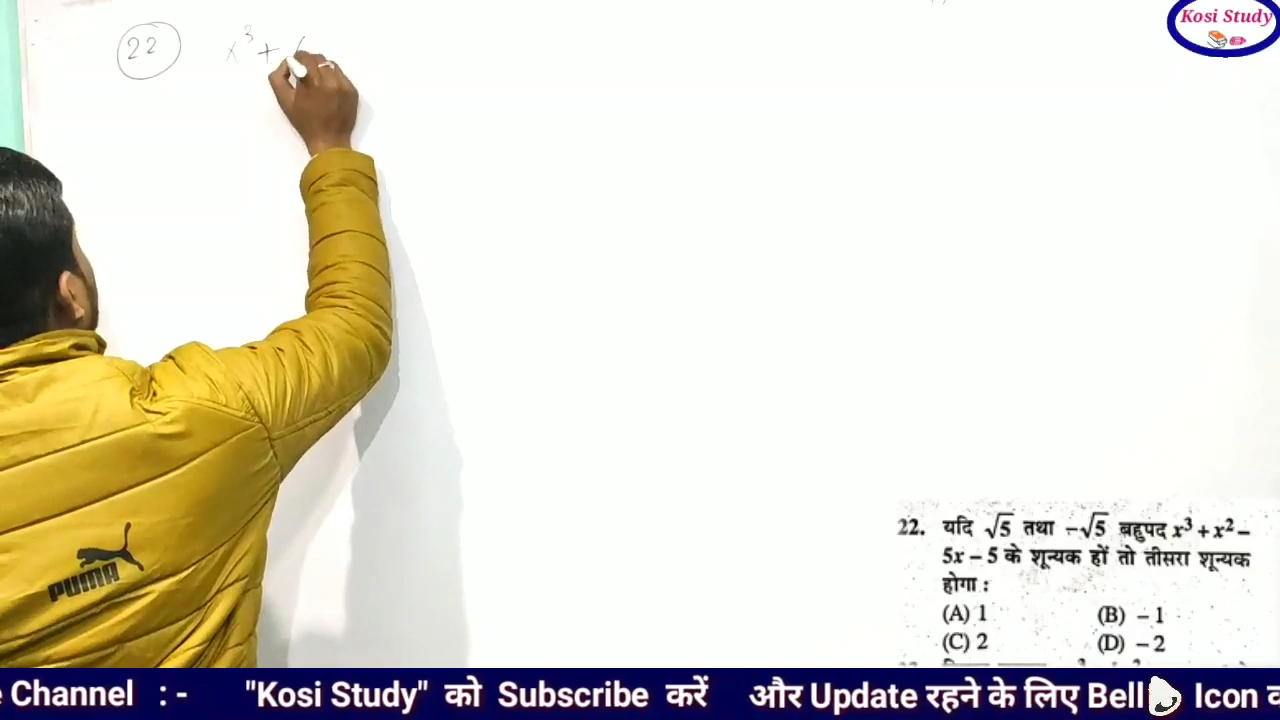 Kosi Study
22 x³ +
22. यदि √5 तथा -√5 बहुपद x³ + x² –
5x – 5 के शून्यक हों तो तीसरा शून्यक
होगा :
(A) 1 (B) – 1
(C) 2 (D) – 2
PUMA
e Channel : - "Kosi Study" को Subscribe करें और Update रहने के लिए Bell Icon